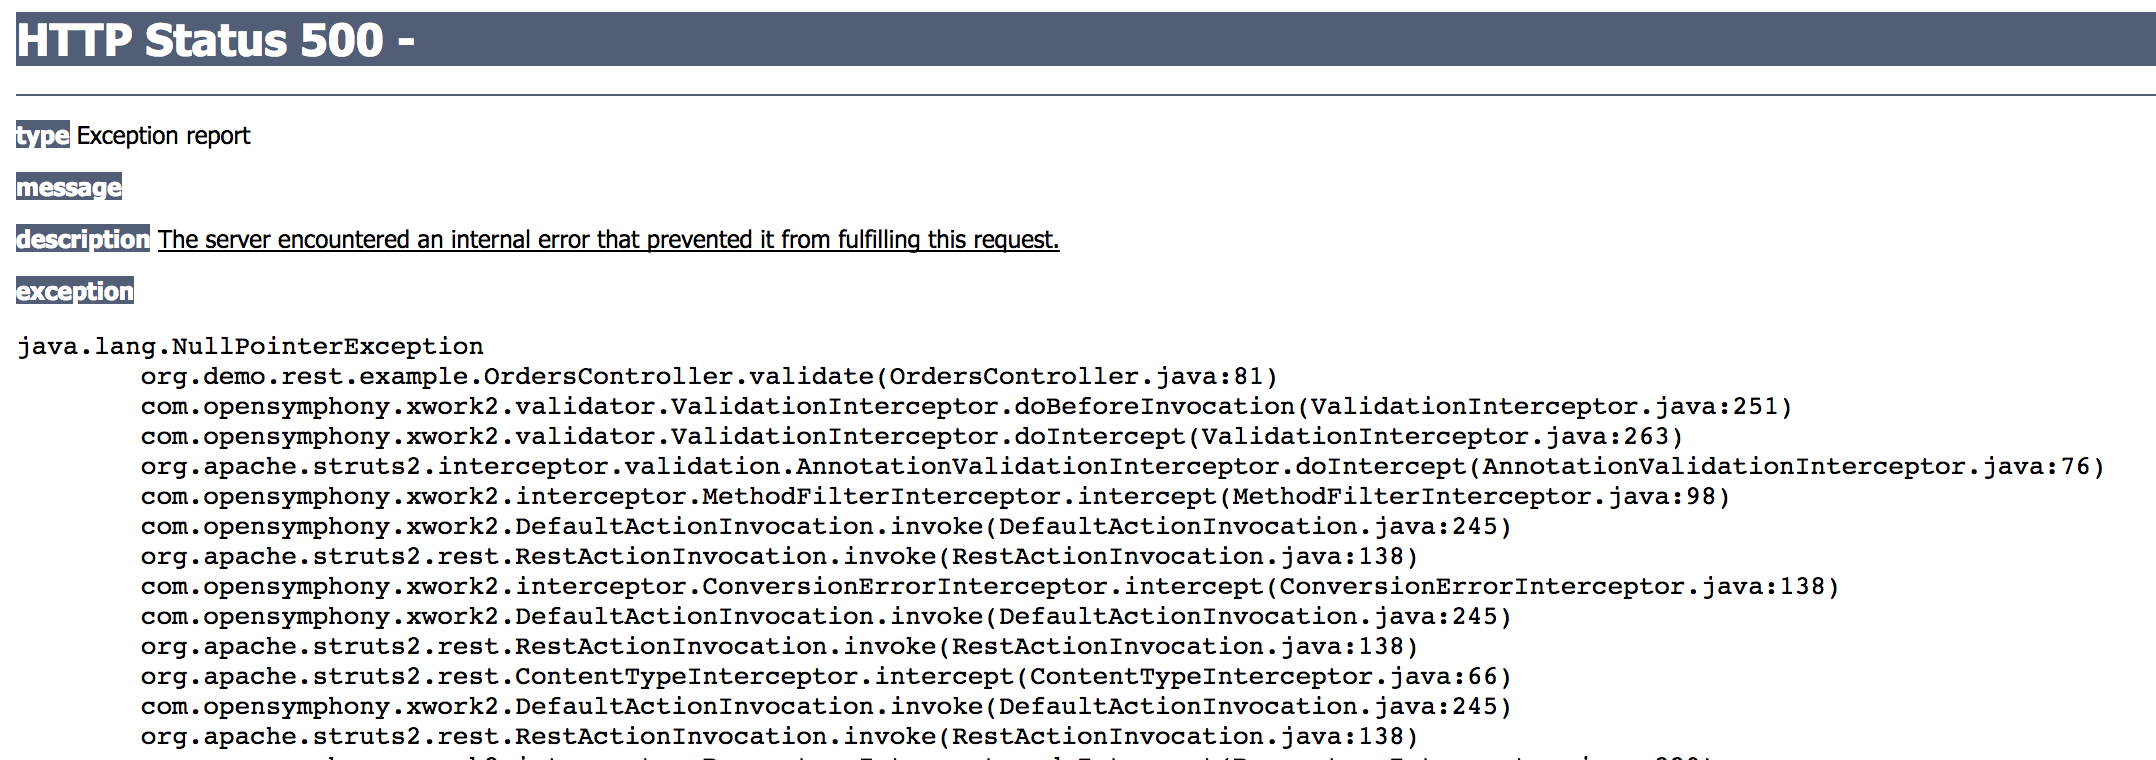 HTTP Status 500 -
type Exception report
message
description The server encountered an internal error that prevented it from fulfilling this request.
exception
java.lang.NullPointerException
org.demo.rest.example.OrdersController.validate(OrdersController.java:81)
com.opensymphony.xwork2.validator.ValidationInterceptor.doBeforeInvocation(ValidationInterceptor.java:251)
com.opensymphony.xwork2.validator.ValidationInterceptor.doIntercept(ValidationInterceptor.java:263)
org.apache.struts2.interceptor.validation.AnnotationValidationInterceptor.doIntercept(AnnotationValidationInterceptor.java:76)
com.opensymphony.xwork2.interceptor.MethodFilterInterceptor.intercept(MethodFilterInterceptor.java:98)
com.opensymphony.xwork2.DefaultActionInvocation.invoke(DefaultActionInvocation.java:245)
org.apache.struts2.rest.RestActionInvocation.invoke(RestActionInvocation.java:138)
com.opensymphony.xwork2.interceptor.ConversionErrorInterceptor.intercept(ConversionErrorInterceptor.java:138)
com.opensymphony.xwork2.DefaultActionInvocation.invoke(DefaultActionInvocation.java:245)
org.apache.struts2.rest.RestActionInvocation.invoke(RestActionInvocation.java:138)
org.apache.struts2.rest.ContentTypeInterceptor.intercept(ContentTypeInterceptor.java:66)
com.opensymphony.xwork2.DefaultActionInvocation.invoke(DefaultActionInvocation.java:245)
org.apache.struts2.rest.RestActionInvocation.invoke(RestActionInvocation.java:138)